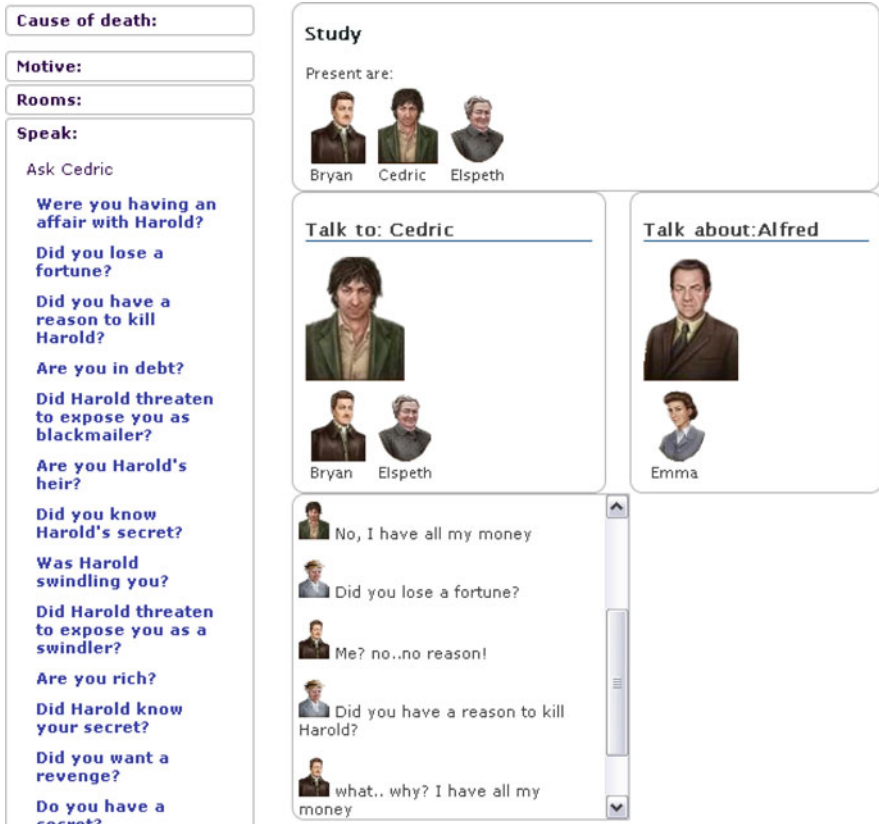 Cause of death:
Motive:
Rooms:
Speak:
Ask Cedric
Were you having an
affair with Harold?
Did you lose a
fortune?
Did you have a
reason to kill
Harold?
Are you in debt?
Did Harold threaten
to expose you as
blackmailer?
Are you Harold's
heir?
Did you know
Harold's secret?
Was Harold
swindling you?
Did Harold threaten
to expose you as a
swindler?
Are you rich?
Did Harold know
your secret?
Did you want a
revenge?
Do you have a
secret?
Study
Present are:
Bryan Cedric Elspeth
Talk to: Cedric
Bryan Elspeth
Talk about:Alfred
Emma
No, I have all my money
Did you lose a fortune?
Me? no..no reason!
Did you have a reason to kill
Harold?
what.. why? I have all my
money